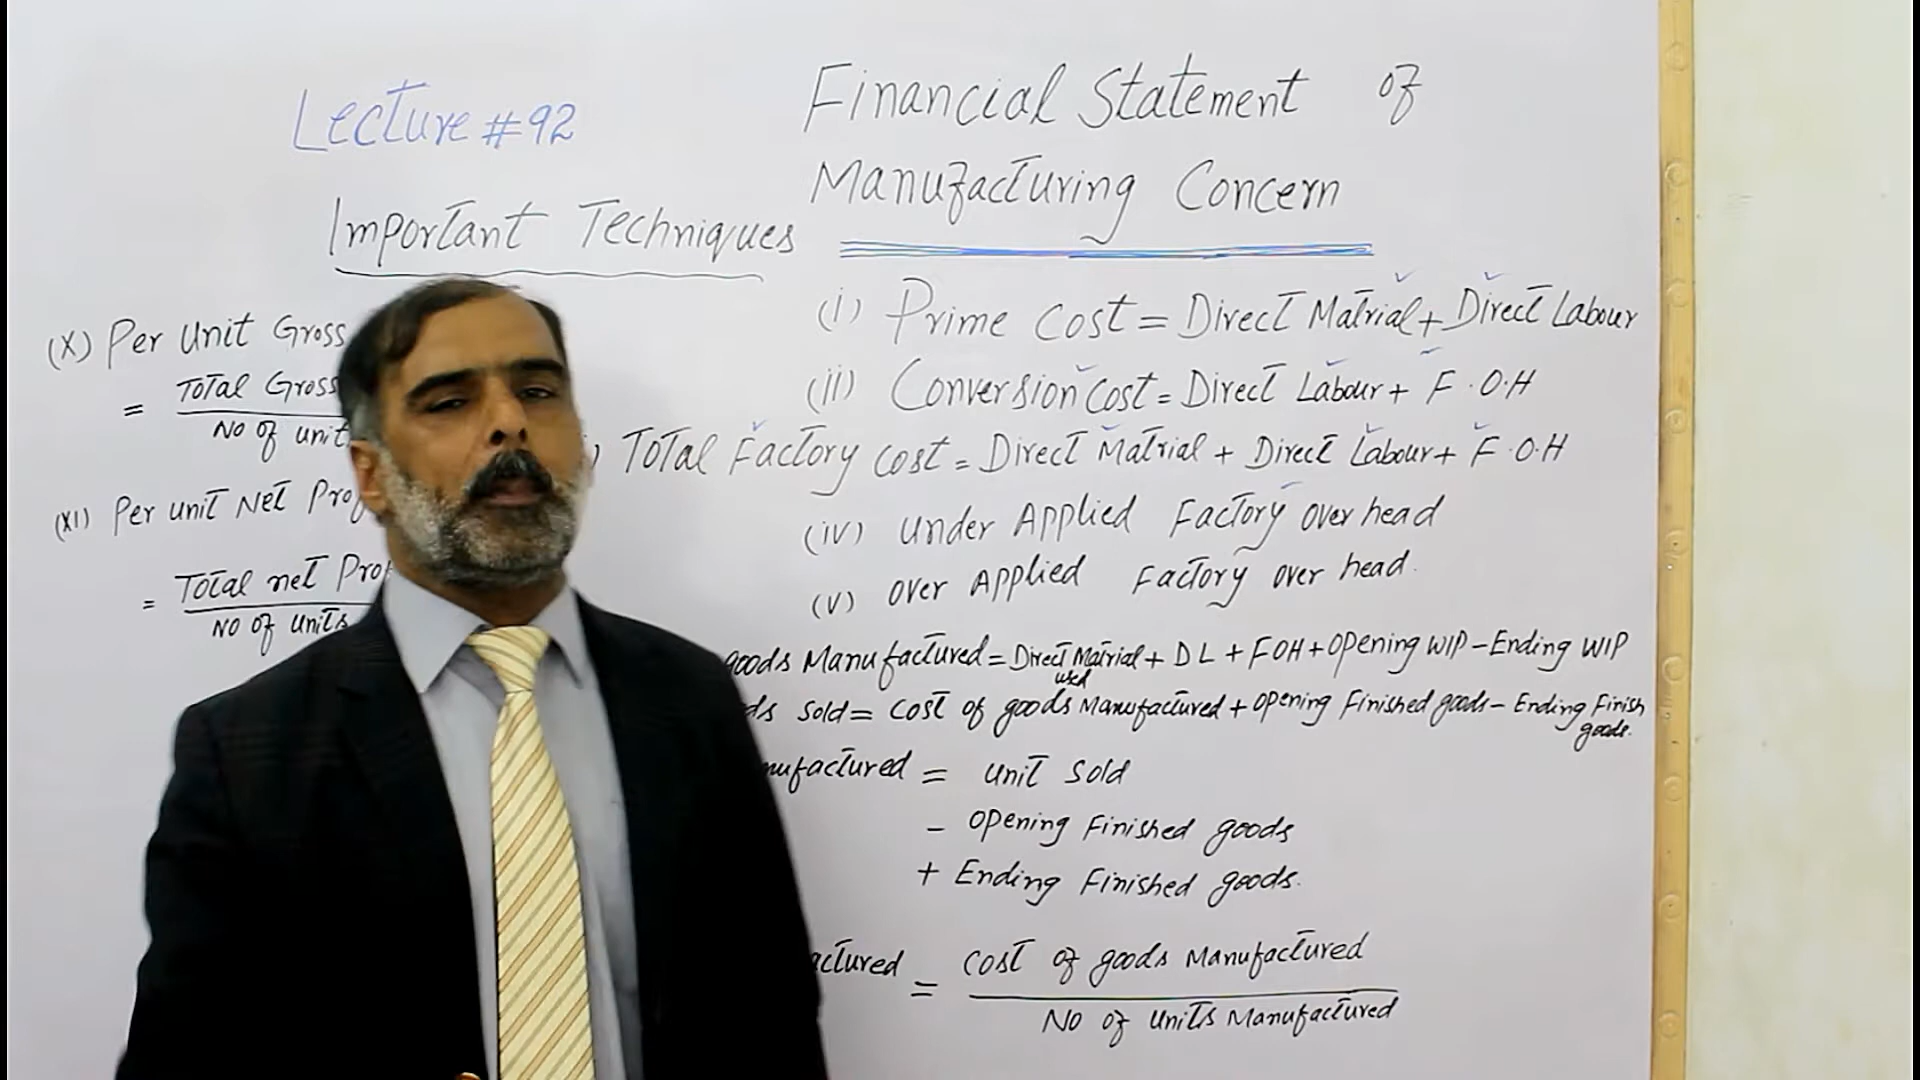 Lecture #92
Important Techniques
(X) Per Unit Gross
= Total Gross
No of unit
(XI) Per unit Net Prof
= Total net Prof
No of units
Financial Statement of
Manufacturing Concern
(i) Prime Cost = Direct Matrial + Direct Labour
(ii) Conversion Cost = Direct Labour + F.O.H
) Total Factory Cost = Direct Matrial + Direct Labour + F.O.H
(iv) Under Applied Factory Over head
(v) Over Applied Factory Over head.
goods Manufactured = Direct Matrial + DL + FOH + Opening WIP - Ending WIP
used
ds Sold = Cost of goods Manufactured + Opening Finished goods - Ending Finish
goods.
nufactured = Unit Sold
- Opening Finished goods
+ Ending Finished goods.
actured = Cost of goods Manufactured
No of Units Manufactured